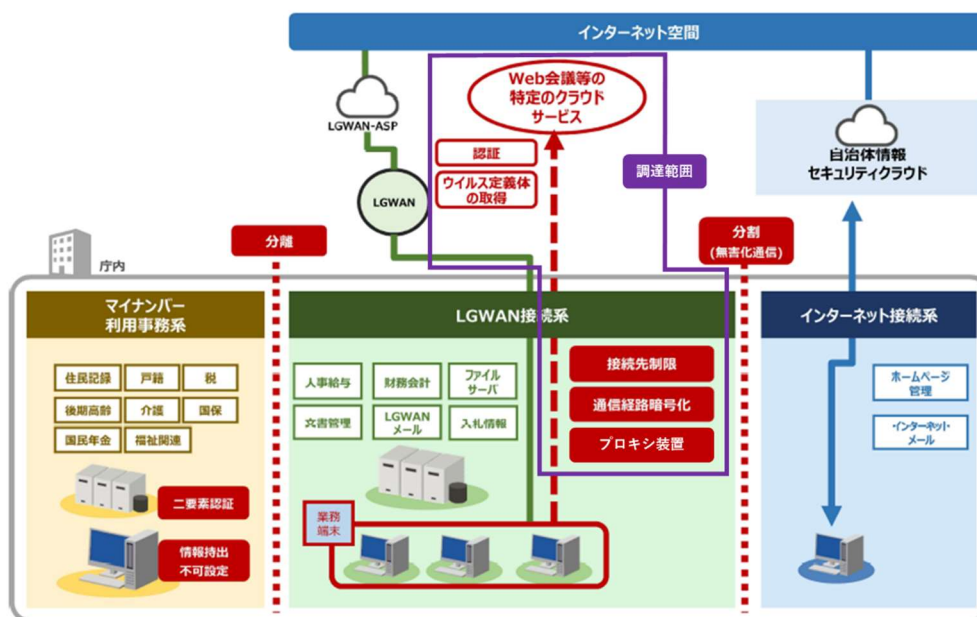 インターネット空間
Web会議等の
特定のクラウド
サービス
LGWAN-ASP
認証
ウイルス定義体
の取得
調達範囲
自治体情報
セキュリティクラウド
LGWAN
分離
分割
(無害化通信)
庁内
マイナンバー
利用事務系
LGWAN接続系
インターネット接続系
住民記録
戸籍
税
後期高齢
介護
国保
国民年金
福祉関連
二要素認証
情報持出
不可設定
人事給与
財務会計
ファイル
サーバ
文書管理
LGWAN
メール
入札情報
接続先制限
通信経路暗号化
プロキシ装置
業務
端末
ホームページ
管理
・インターネット・
メール